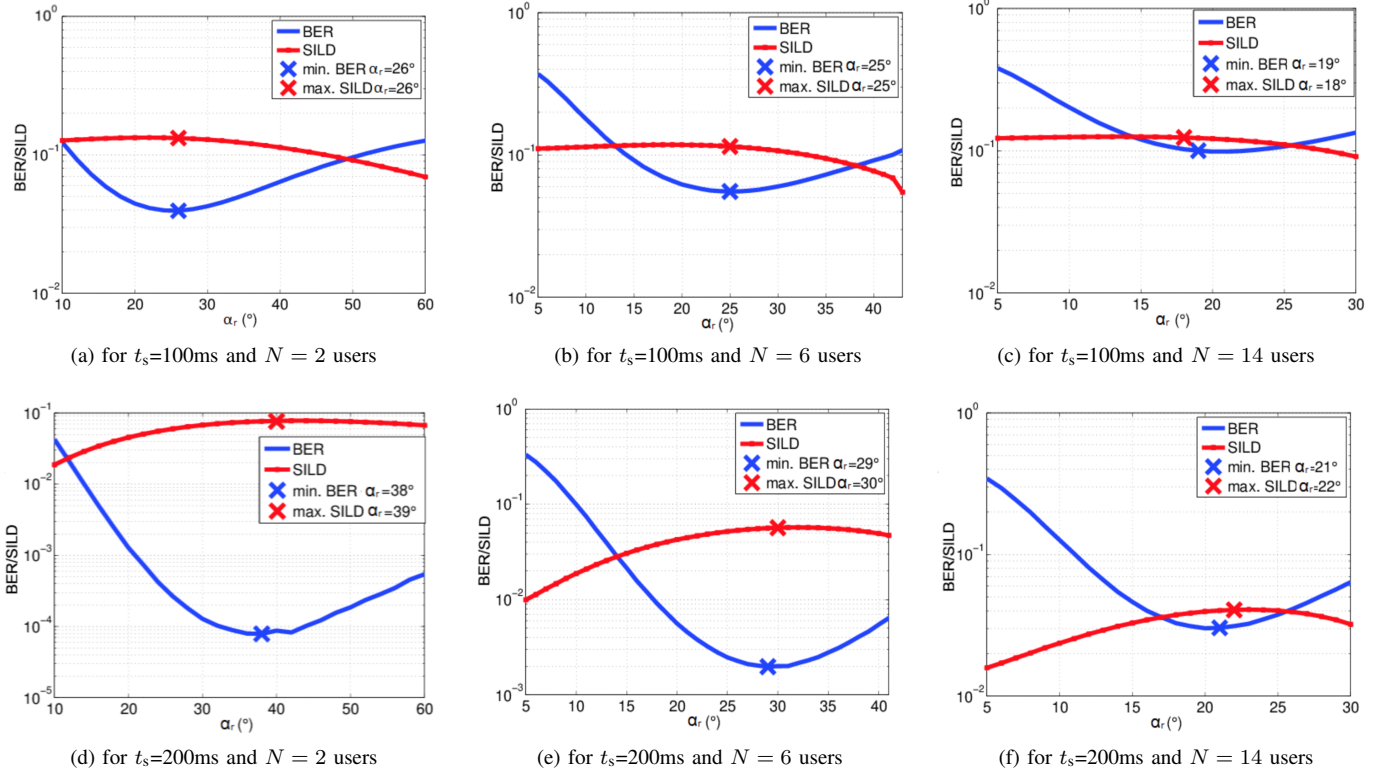 10⁰
10⁻¹
10⁻²
BER/SILD
10 20 30 40 50 60
αᵣ (°)
BER
SILD
min. BER αᵣ=26°
max. SILD αᵣ=26°
(a) for tₛ=100ms and N = 2 users
10⁰
10⁻¹
10⁻²
BER/SILD
5 10 15 20 25 30 35 40
αᵣ (°)
BER
SILD
min. BER αᵣ=25°
max. SILD αᵣ=25°
(b) for tₛ=100ms and N = 6 users
10⁰
10⁻¹
10⁻²
BER/SILD
5 10 15 20 25 30
αᵣ (°)
BER
SILD
min. BER αᵣ=19°
max. SILD αᵣ=18°
(c) for tₛ=100ms and N = 14 users
10⁻¹
10⁻²
10⁻³
10⁻⁴
10⁻⁵
BER/SILD
10 20 30 40 50 60
αᵣ (°)
BER
SILD
min. BER αᵣ=38°
max. SILD αᵣ=39°
(d) for tₛ=200ms and N = 2 users
10⁰
10⁻¹
10⁻²
10⁻³
BER/SILD
5 10 15 20 25 30 35 40
αᵣ (°)
BER
SILD
min. BER αᵣ=29°
max. SILD αᵣ=30°
(e) for tₛ=200ms and N = 6 users
10⁰
10⁻¹
10⁻²
BER/SILD
5 10 15 20 25 30
αᵣ (°)
BER
SILD
min. BER αᵣ=21°
max. SILD αᵣ=22°
(f) for tₛ=200ms and N = 14 users